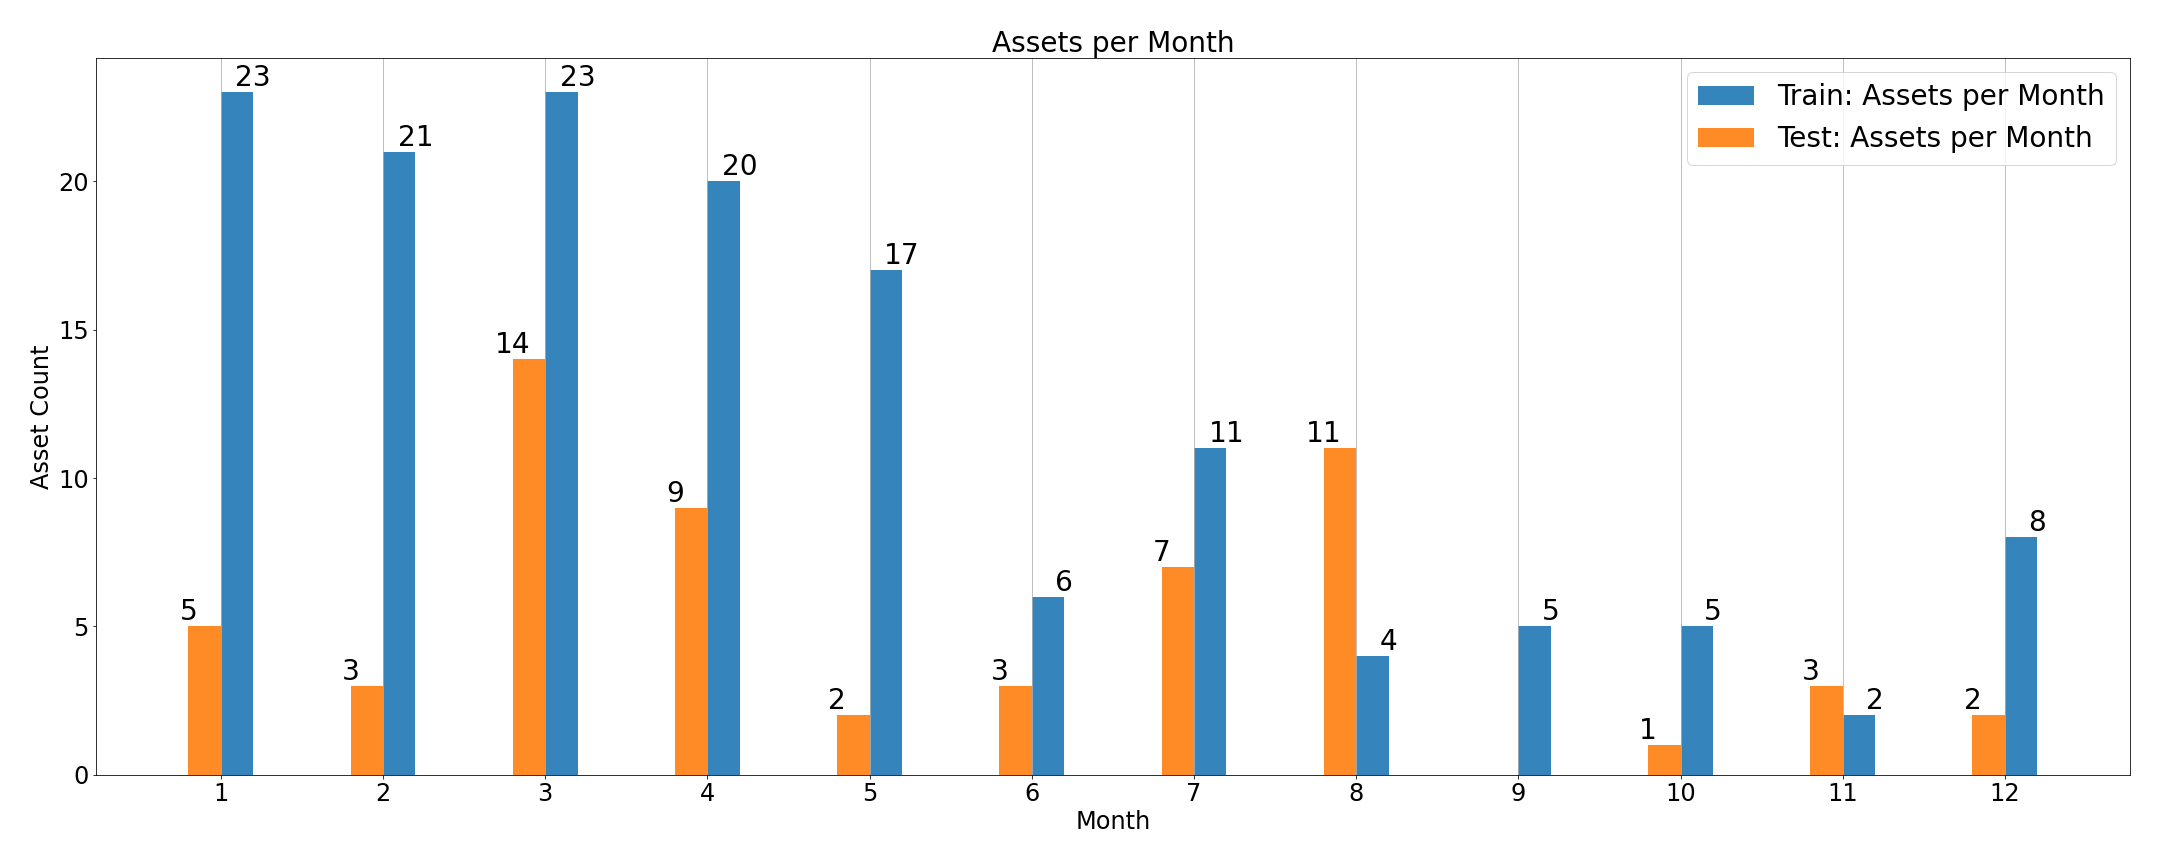 Assets per Month
Train: Assets per Month
Test: Assets per Month
Asset Count
20
15
10
5
0
5 23
3 21
14 23
9 20
2 17
3 6
7 11
11 4
5
1 5
3 2
2 8
1 2 3 4 5 6 7 8 9 10 11 12
Month